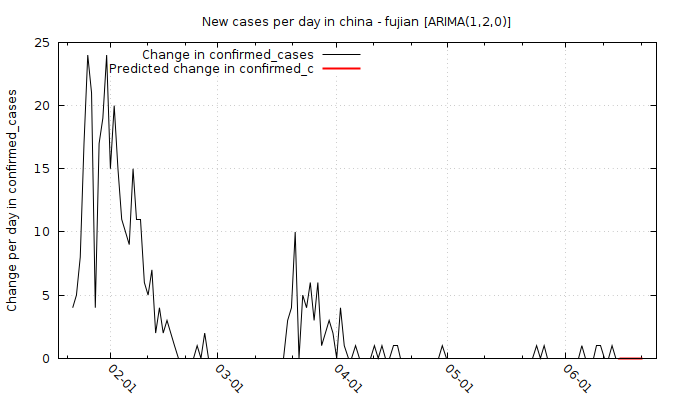 New cases per day in china - fujian [ARIMA(1,2,0)]
Change in confirmed_cases
Predicted change in confirmed_c
Change per day in confirmed_cases
25
20
15
10
5
0
02-01
03-01
04-01
05-01
06-01